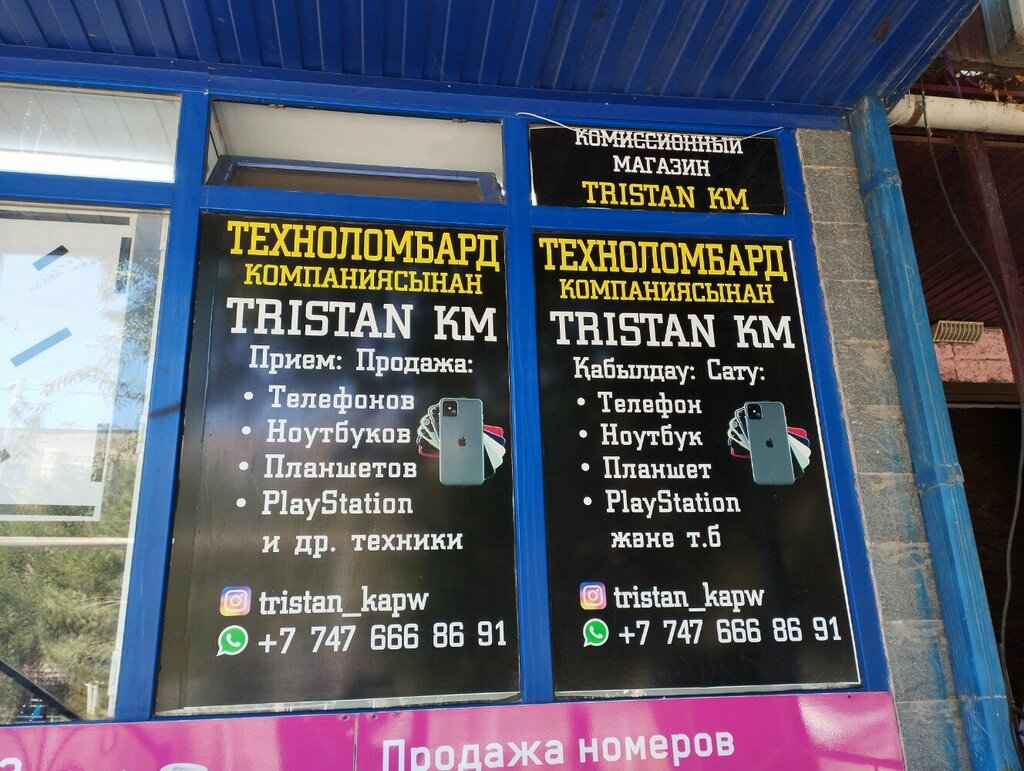 КОМИССИОННЫЙ
МАГАЗИН
TRISTAN KM
ТЕХНОЛОМБАРД
КОМПАНИЯСЫНАН
TRISTAN KM
Прием: Продажа:
• Телефонов
• Ноутбуков
• Планшетов
• PlayStation
и др. техники
tristan_kapw
+7 747 666 86 91
ТЕХНОЛОМБАРД
КОМПАНИЯСЫНАН
TRISTAN KM
Қабылдау: Сату:
• Телефон
• Ноутбук
• Планшет
• PlayStation
және т.б
tristan_kapw
+7 747 666 86 91
Продажа номеров